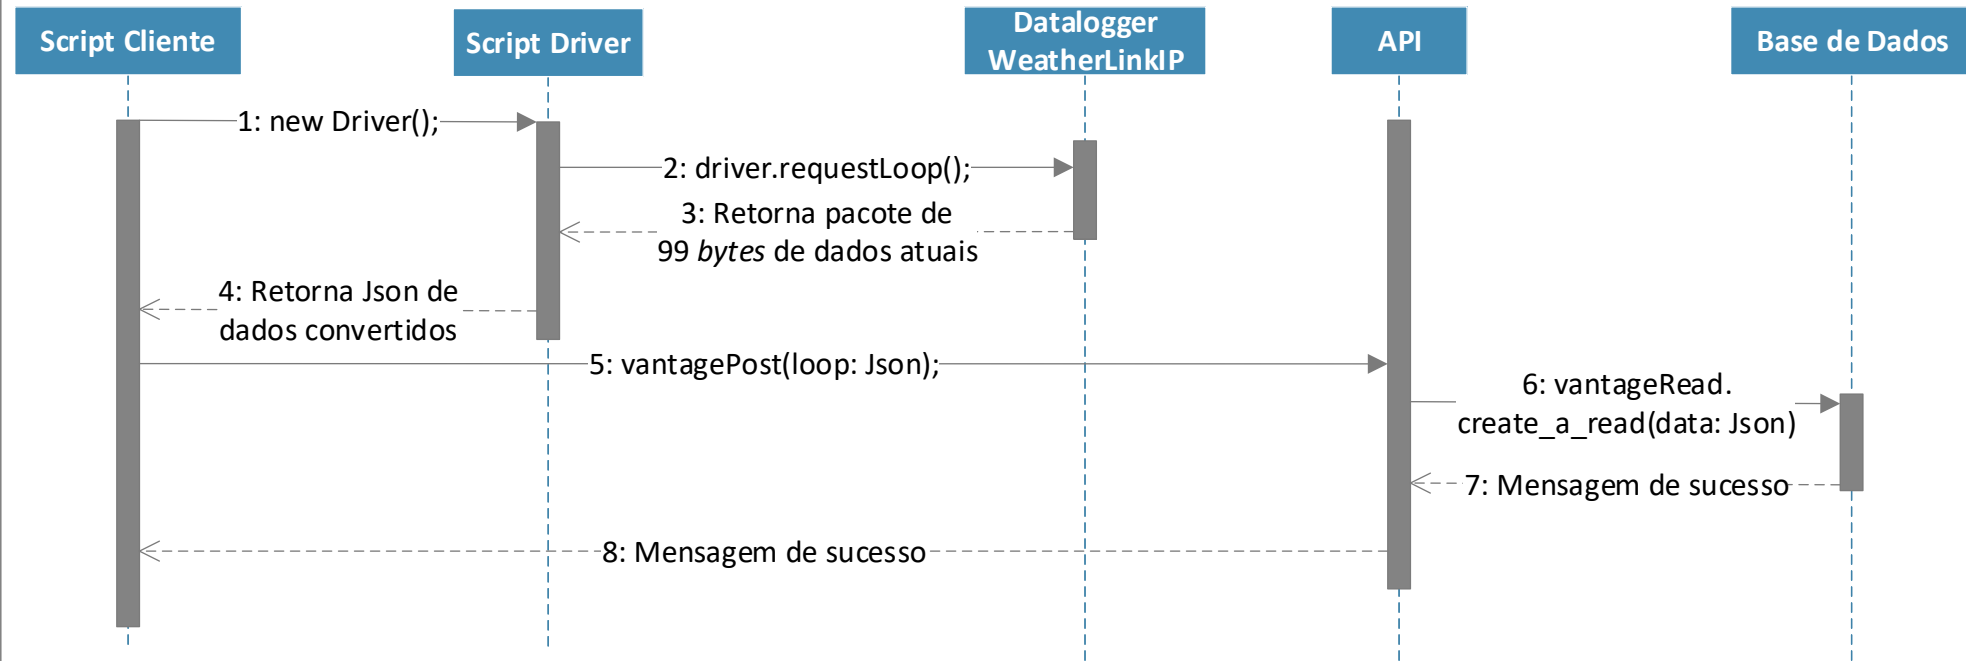 Script Cliente
Script Driver
Datalogger
WeatherLinkIP
API
Base de Dados
1: new Driver();
2: driver.requestLoop();
3: Retorna pacote de
99 bytes de dados atuais
4: Retorna Json de
dados convertidos
5: vantagePost(loop: Json);
6: vantageRead.
create_a_read(data: Json)
7: Mensagem de sucesso
8: Mensagem de sucesso